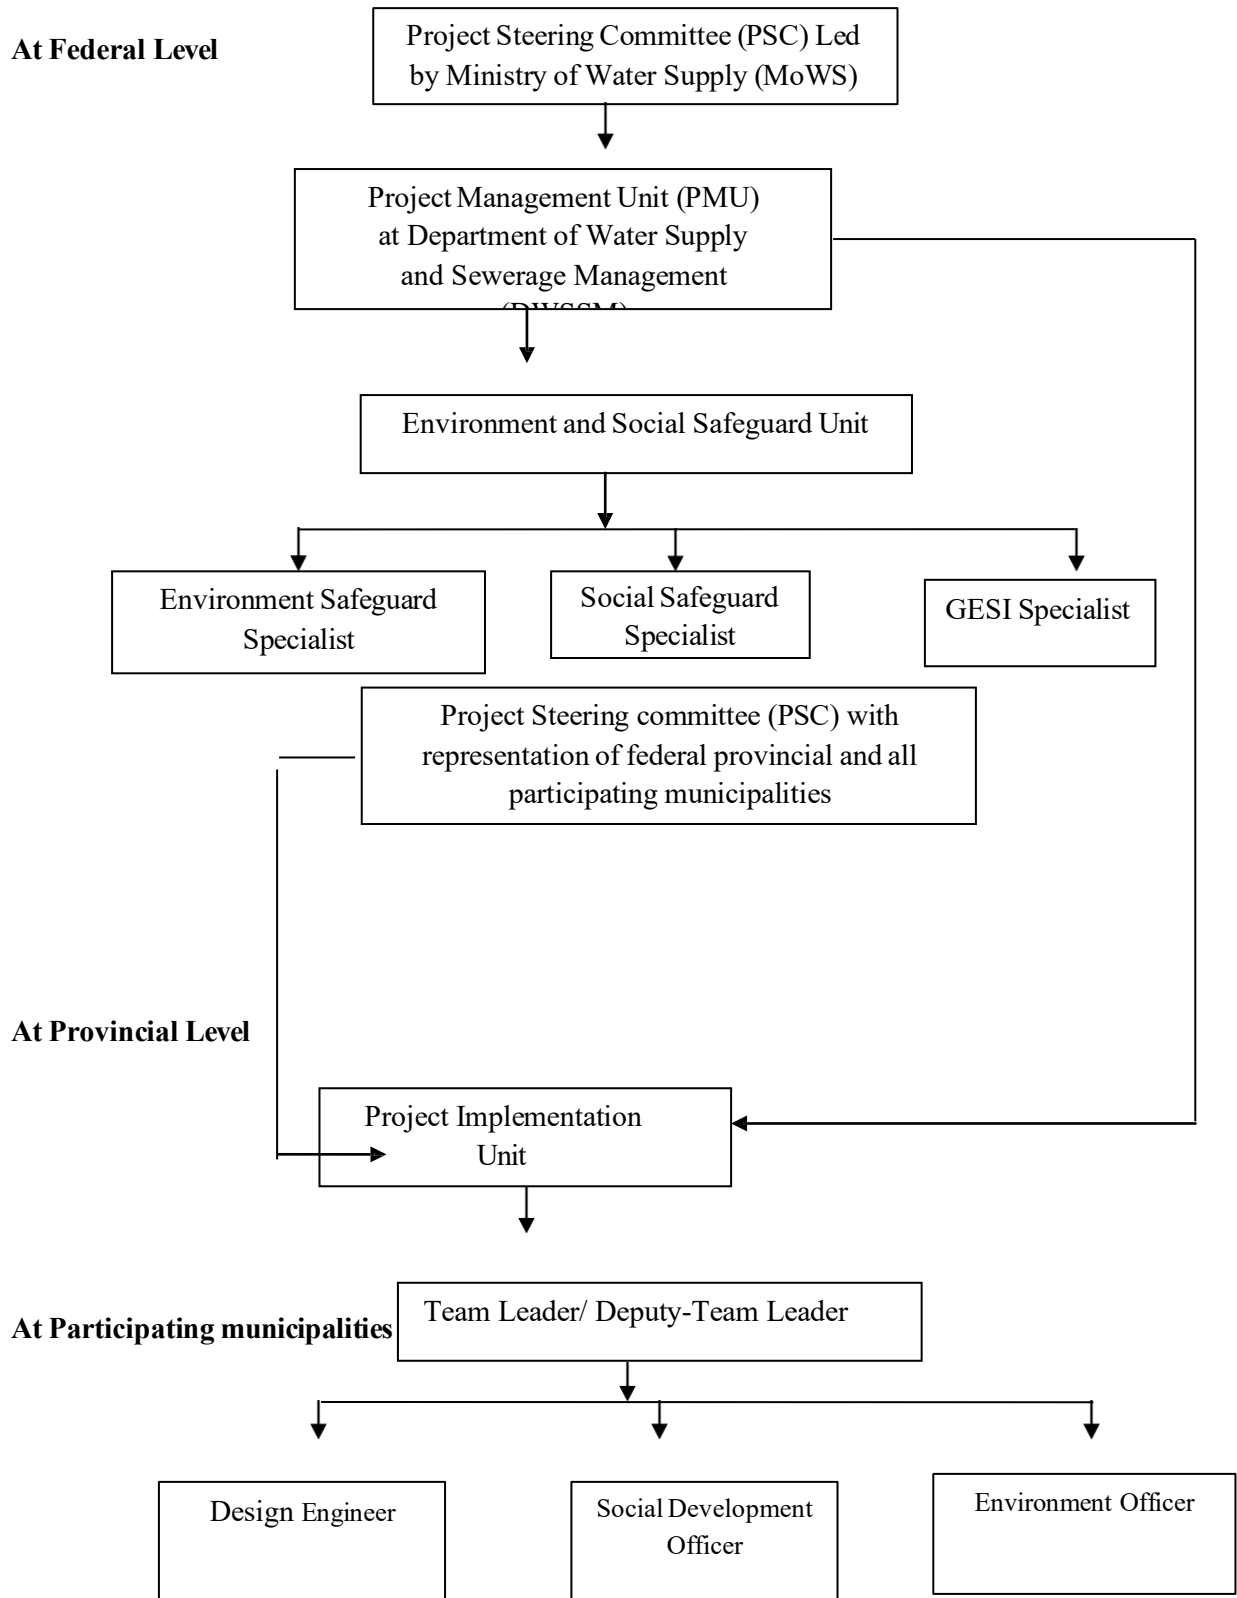 At Federal Level
Project Steering Committee (PSC) Led
by Ministry of Water Supply (MoWS)
Project Management Unit (PMU)
at Department of Water Supply
and Sewerage Management
(DWSSM)
Environment and Social Safeguard Unit
Environment Safeguard
Specialist
Social Safeguard
Specialist
GESI Specialist
Project Steering committee (PSC) with
representation of federal provincial and all
participating municipalities
At Provincial Level
Project Implementation
Unit
At Participating municipalities
Team Leader/ Deputy-Team Leader
Design Engineer
Social Development
Officer
Environment Officer